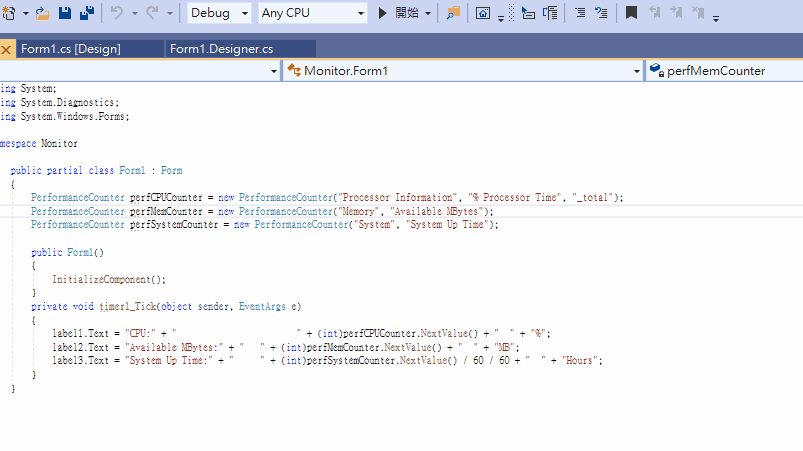 Debug Any CPU 開始
Form1.cs [Design] Form1.Designer.cs
Monitor.Form1 perfMemCounter
ing System;
ing System.Diagnostics;
ing System.Windows.Forms;
mespace Monitor
public partial class Form1 : Form
{
PerformanceCounter perfCPUCounter = new PerformanceCounter("Processor Information", "% Processor Time", "_total");
PerformanceCounter perfMemCounter = new PerformanceCounter("Memory", "Available MBytes");
PerformanceCounter perfSystemCounter = new PerformanceCounter("System", "System Up Time");
public Form1()
{
InitializeComponent();
}
private void timer1_Tick(object sender, EventArgs e)
{
label1.Text = "CPU:" + "                       " + (int)perfCPUCounter.NextValue() + "  " + "%";
label2.Text = "Available MBytes:" + "   " + (int)perfMemCounter.NextValue() + "  " + "MB";
label3.Text = "System Up Time:" + "     " + (int)perfSystemCounter.NextValue() / 60 / 60 + "  " + "Hours";
}
}